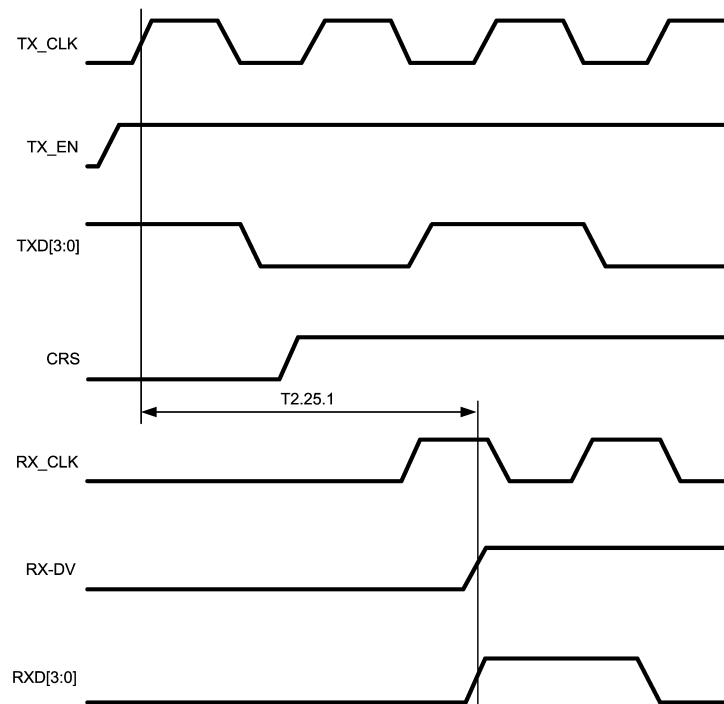 TX_CLK
TX_EN
TXD[3:0]
CRS
T2.25.1
RX_CLK
RX-DV
RXD[3:0]